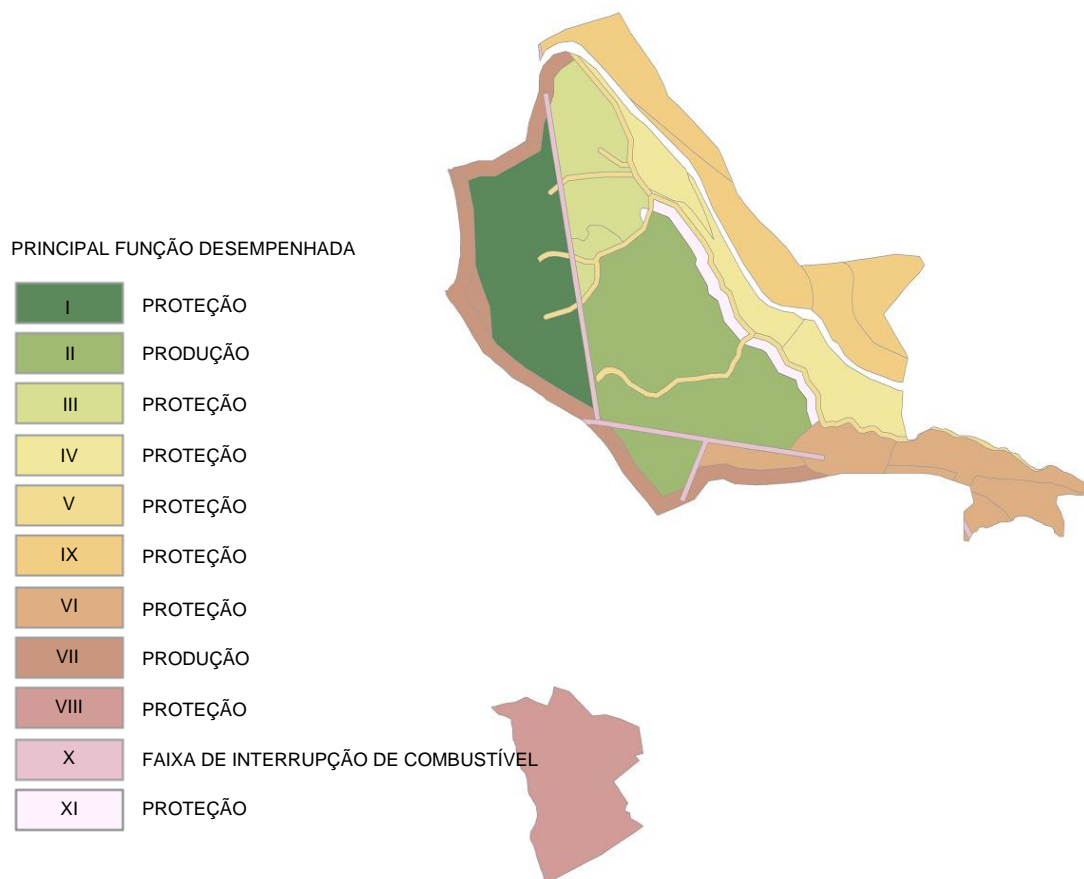 PRINCIPAL FUNÇÃO DESEMPENHADA
I PROTEÇÃO
II PRODUÇÃO
III PROTEÇÃO
IV PROTEÇÃO
V PROTEÇÃO
IX PROTEÇÃO
VI PROTEÇÃO
VII PRODUÇÃO
VIII PROTEÇÃO
X FAIXA DE INTERRUPÇÃO DE COMBUSTÍVEL
XI PROTEÇÃO